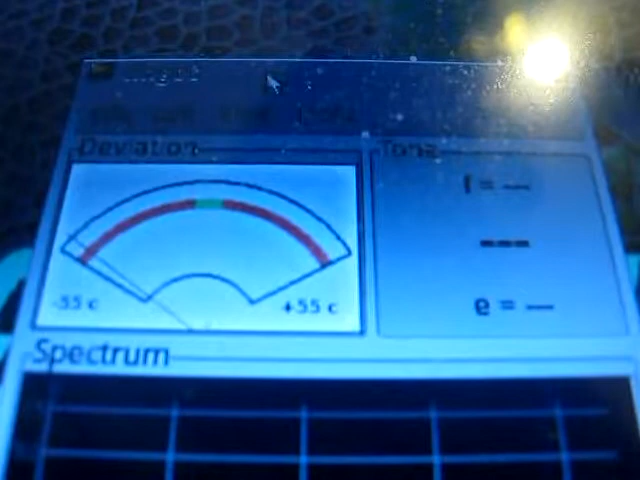 Deviation
Tone
f = —
---
-55 c
+55 c
e = —
Spectrum